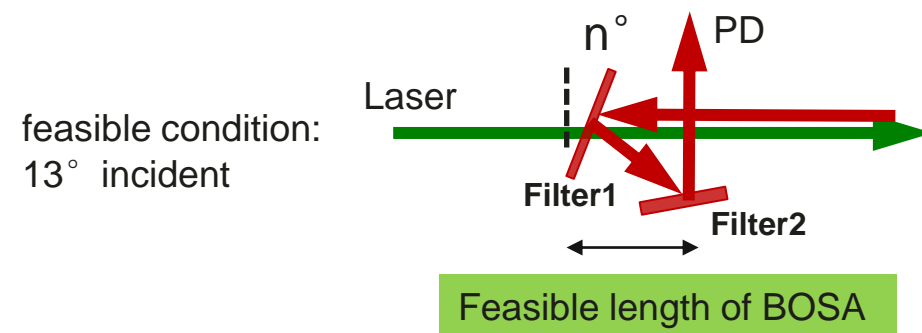 n°
PD
Laser
feasible condition:
13° incident
Filter1
Filter2
Feasible length of BOSA